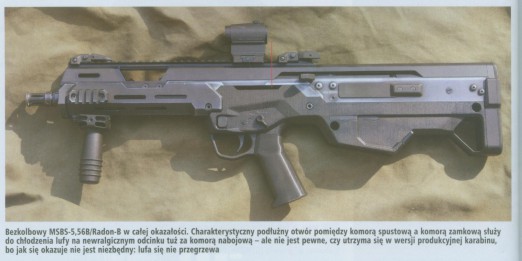 Bezkolbowy MSBS-5,56B/Radon-B w całej okazałości. Charakterystyczny podłużny otwór pomiędzy komorą spustową a komorą zamkową służy
do chłodzenia lufy na newralgicznym odcinku tuż za komorą nabojową – ale nie jest pewne, czy utrzyma się w wersji produkcyjnej karabinu,
bo jak się okazuje nie jest niezbędny: lufa się nie przegrzewa